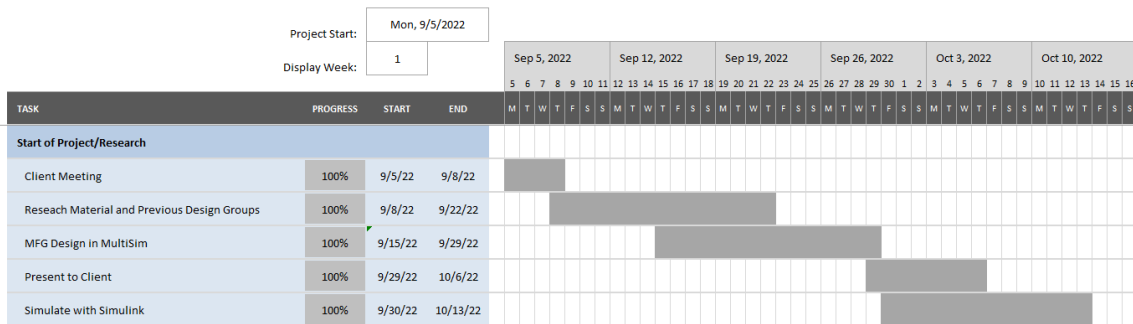 Project Start: Mon, 9/5/2022
Display Week: 1
Sep 5, 2022 Sep 12, 2022 Sep 19, 2022 Sep 26, 2022 Oct 3, 2022 Oct 10, 2022
5 6 7 8 9 10 11 12 13 14 15 16 17 18 19 20 21 22 23 24 25 26 27 28 29 30 1 2 3 4 5 6 7 8 9 10 11 12 13 14 15 16
TASK PROGRESS START END M T W T F S S M T W T F S S M T W T F S S M T W T F S S M T W T F S S M T W T F S S
Start of Project/Research
Client Meeting 100% 9/5/22 9/8/22
Reseach Material and Previous Design Groups 100% 9/8/22 9/22/22
MFG Design in MultiSim 100% 9/15/22 9/29/22
Present to Client 100% 9/29/22 10/6/22
Simulate with Simulink 100% 9/30/22 10/13/22